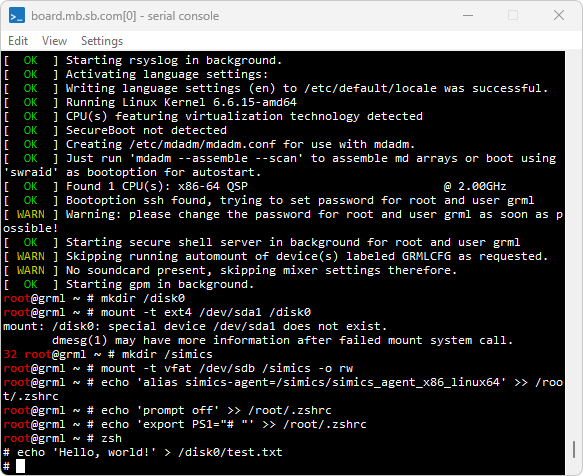 board.mb.sb.com[0] - serial console
Edit View Settings
[  OK  ] Starting rsyslog in background.
[  OK  ] Activating language settings:
[  OK  ] Writing language settings (en) to /etc/default/locale was successful.
[  OK  ] Running Linux Kernel 6.6.15-amd64
[  OK  ] CPU(s) featuring virtualization technology detected
[  OK  ] SecureBoot not detected
[  OK  ] Creating /etc/mdadm/mdadm.conf for use with mdadm.
[  OK  ] Just run 'mdadm --assemble --scan' to assemble md arrays or boot using
'swraid' as bootoption for autostart.
[  OK  ] Found 1 CPU(s): x86-64 QSP @ 2.00GHz
[  OK  ] Bootoption ssh found, trying to set password for root and user grml
[ WARN ] Warning: please change the password for root and user grml as soon as p
ossible!
[  OK  ] Starting secure shell server in background for root and user grml
[ WARN ] Skipping running automount of device(s) labeled GRMLCFG as requested.
[ WARN ] No soundcard present, skipping mixer settings therefore.
[  OK  ] Starting gpm in background.
root@grml ~ # mkdir /disk0
root@grml ~ # mount -t ext4 /dev/sda1 /disk0
mount: /disk0: special device /dev/sda1 does not exist.
dmesg(1) may have more information after failed mount system call.
32 root@grml ~ # mkdir /simics
root@grml ~ # mount -t vfat /dev/sdb /simics -o rw
root@grml ~ # echo 'alias simics-agent=/simics/simics_agent_x86_linux64' >> /roo
t/.zshrc
root@grml ~ # echo 'prompt off' >> /root/.zshrc
root@grml ~ # echo 'export PS1="# "' >> /root/.zshrc
root@grml ~ # zsh
# echo 'Hello, world!' > /disk0/test.txt
#